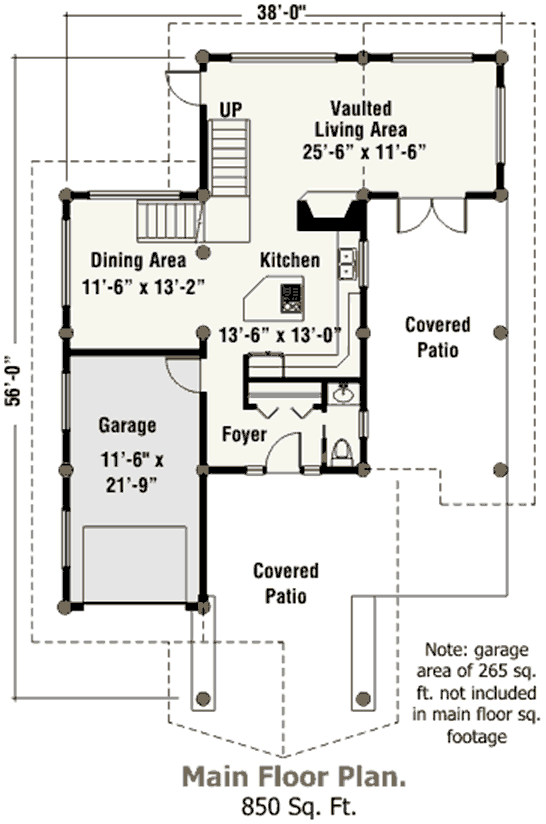 38'-0"
UP
Vaulted
Living Area
25'-6" x 11'-6"
Dining Area
11'-6" x 13'-2"
Kitchen
13'-6" x 13'-0"
Covered
Patio
56'-0"
Garage
11'-6" x
21'-9"
Foyer
Covered
Patio
Note: garage
area of 265 sq.
ft. not included
in main floor sq.
footage
Main Floor Plan.
850 Sq. Ft.